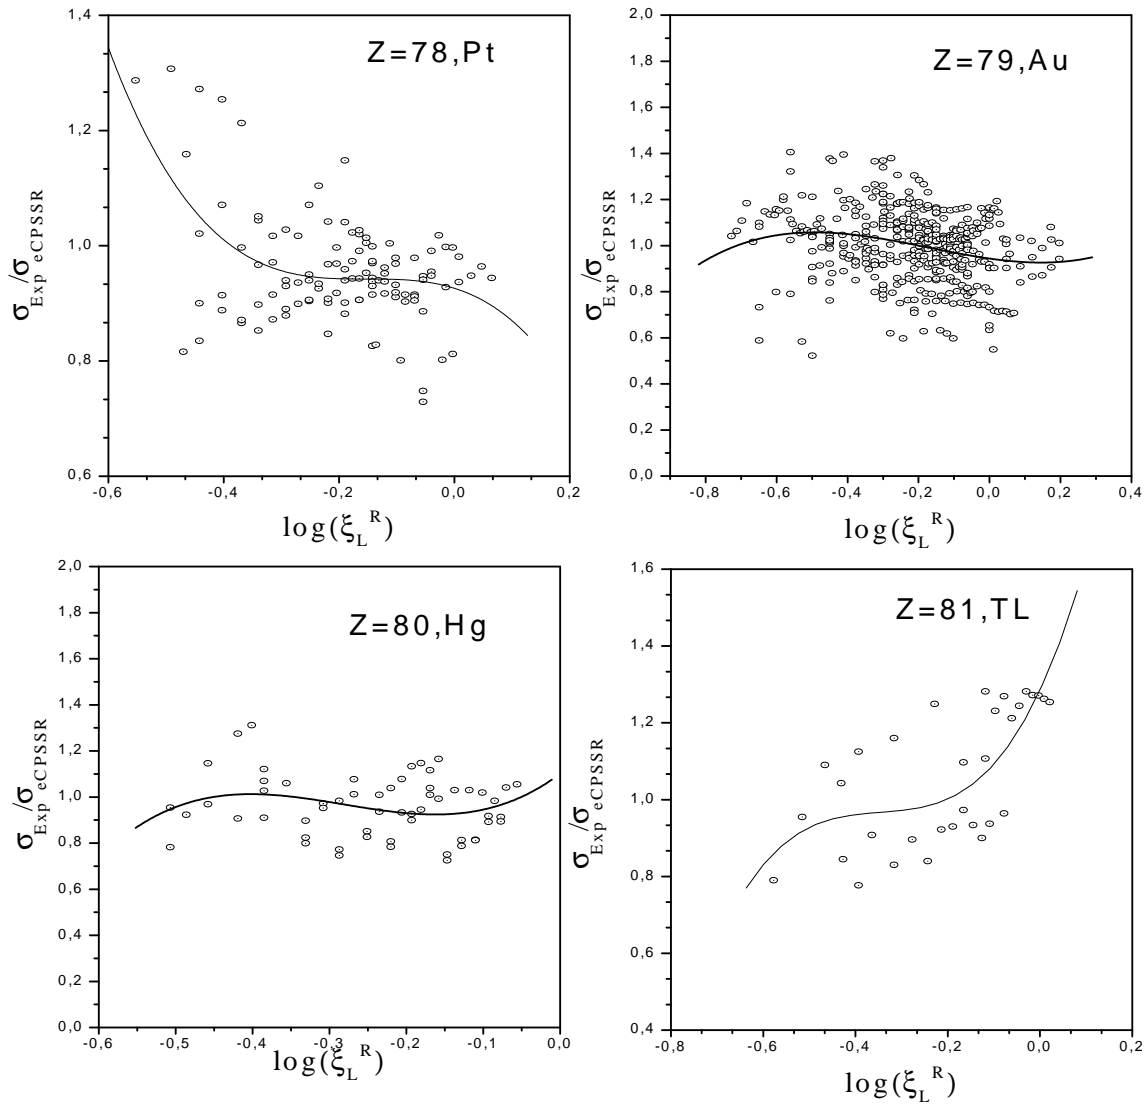 Z=78,Pt
1,4
1,2
1,0
0,8
0,6
-0,6 -0,4 -0,2 0,0 0,2
σExp/σeCPSSR
log(ξL^R)
Z=79,Au
2,0
1,8
1,6
1,4
1,2
1,0
0,8
0,6
0,4
0,2
0,0
-0,8 -0,6 -0,4 -0,2 0,0 0,2 0,4
σExp/σeCPSSR
log(ξL^R)
Z=80,Hg
2,0
1,8
1,6
1,4
1,2
1,0
0,8
0,6
0,4
0,2
0,0
-0,6 -0,5 -0,4 -0,3 -0,2 -0,1 0,0
σExp/σeCPSSR
log(ξL^R)
Z=81,TL
1,6
1,4
1,2
1,0
0,8
0,6
0,4
-0,8 -0,6 -0,4 -0,2 0,0 0,2
σExp/σeCPSSR
log(ξL^R)